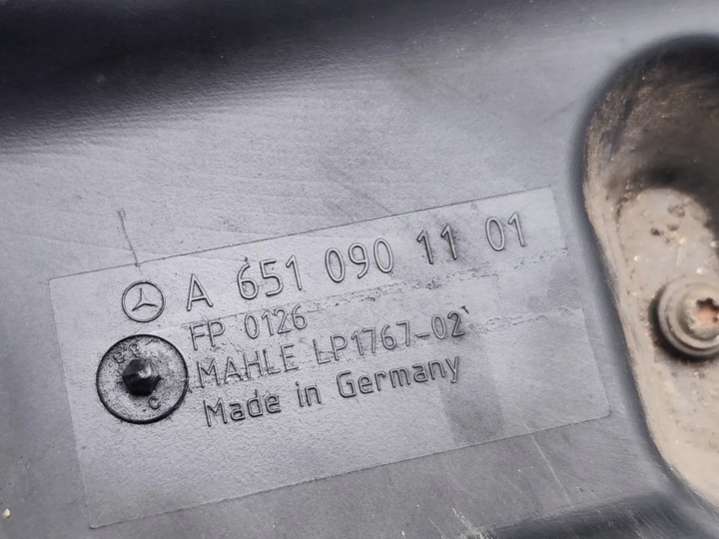 A 651 090 11 01
FP 0126
MAHLE LP1767-02
Made in Germany
C